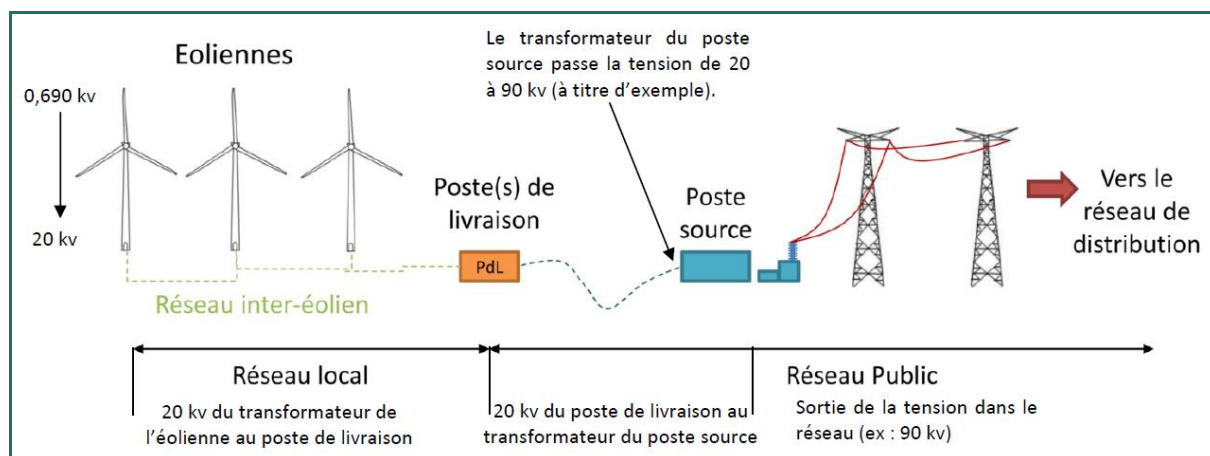 Eoliennes
0,690 kv
20 kv
Le transformateur du poste
source passe la tension de 20
à 90 kv (à titre d'exemple).
Poste(s) de
livraison
PdL
Poste
source
Vers le
réseau de
distribution
Réseau inter-éolien
Réseau local
20 kv du transformateur de
l'éolienne au poste de livraison
20 kv du poste de livraison au
transformateur du poste source
Réseau Public
Sortie de la tension dans le
réseau (ex : 90 kv)